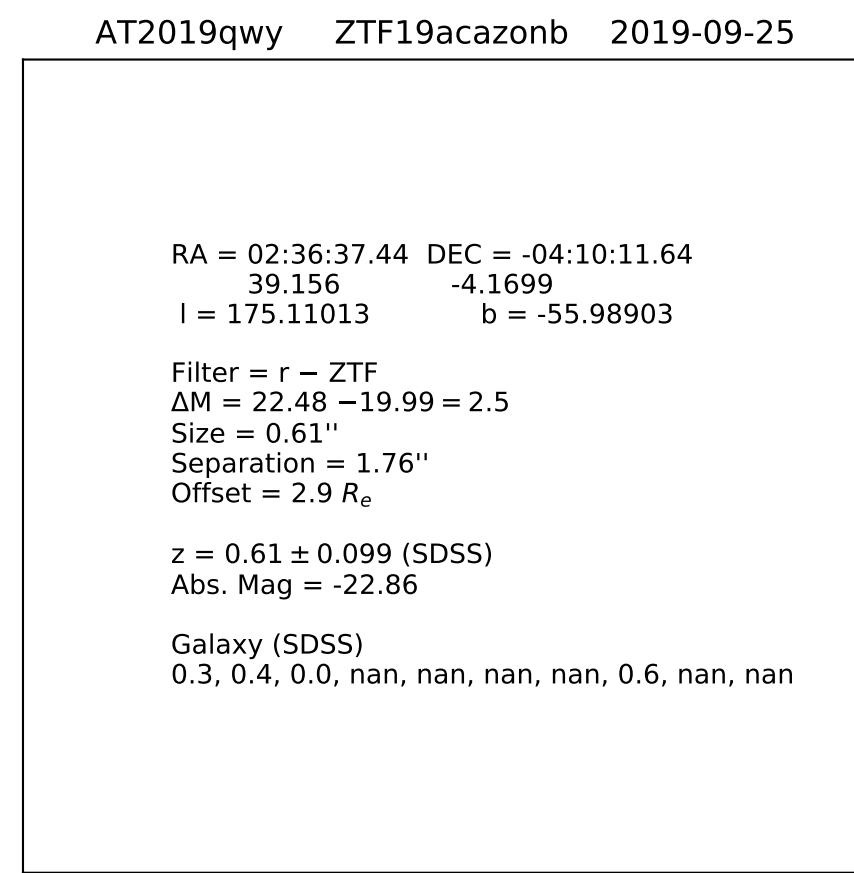 AT2019qwy ZTF19acazonb 2019-09-25
RA = 02:36:37.44 DEC = -04:10:11.64
39.156 -4.1699
l = 175.11013 b = -55.98903
Filter = r − ZTF
ΔM = 22.48 −19.99 = 2.5
Size = 0.61''
Separation = 1.76''
Offset = 2.9 Rₑ
z = 0.61 ± 0.099 (SDSS)
Abs. Mag = -22.86
Galaxy (SDSS)
0.3, 0.4, 0.0, nan, nan, nan, nan, 0.6, nan, nan